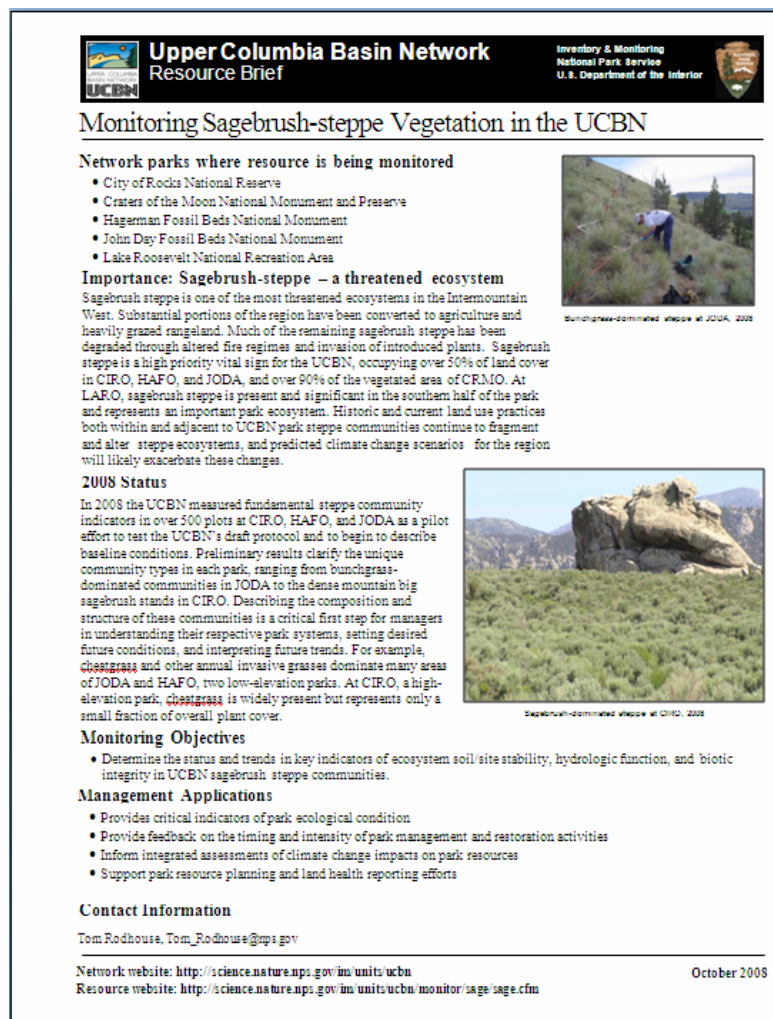 Upper Columbia Basin Network
Resource Brief
Inventory & Monitoring
National Park Service
U.S. Department of the Interior
UPPER COLUMBIA
BASIN NETWORK
UCBN
Monitoring Sagebrush-steppe Vegetation in the UCBN
Network parks where resource is being monitored
• City of Rocks National Reserve
• Craters of the Moon National Monument and Preserve
• Hagerman Fossil Beds National Monument
• John Day Fossil Beds National Monument
• Lake Roosevelt National Recreation Area
Bunchgrass-dominated steppe at JODA, 2008
Importance: Sagebrush-steppe – a threatened ecosystem
Sagebrush steppe is one of the most threatened ecosystems in the Intermountain
West. Substantial portions of the region have been converted to agriculture and
heavily grazed rangeland. Much of the remaining sagebrush steppe has been
degraded through altered fire regimes and invasion of introduced plants. Sagebrush
steppe is a high priority vital sign for the UCBN, occupying over 50% of land cover
in CIRO, HAFO, and JODA, and over 90% of the vegetated area of CRMO. At
LARO, sagebrush steppe is present and significant in the southern half of the park
and represents an important park ecosystem. Historic and current land use practices
both within and adjacent to UCBN park steppe communities continue to fragment
and alter steppe ecosystems, and predicted climate change scenarios for the region
will likely exacerbate these changes.
2008 Status
In 2008 the UCBN measured fundamental steppe community
indicators in over 500 plots at CIRO, HAFO, and JODA as a pilot
effort to test the UCBN's draft protocol and to begin to describe
baseline conditions. Preliminary results clarify the unique
community types in each park, ranging from bunchgrass-
dominated communities in JODA to the dense mountain big
sagebrush stands in CIRO. Describing the composition and
structure of these communities is a critical first step for managers
in understanding their respective park systems, setting desired
future conditions, and interpreting future trends. For example,
cheatgrass and other annual invasive grasses dominate many areas
of JODA and HAFO, two low-elevation parks. At CIRO, a high-
elevation park, cheatgrass is widely present but represents only a
small fraction of overall plant cover.
Sagebrush-dominated steppe at CIRO, 2008
Monitoring Objectives
• Determine the status and trends in key indicators of ecosystem soil/site stability, hydrologic function, and biotic
integrity in UCBN sagebrush steppe communities.
Management Applications
• Provides critical indicators of park ecological condition
• Provide feedback on the timing and intensity of park management and restoration activities
• Inform integrated assessments of climate change impacts on park resources
• Support park resource planning and land health reporting efforts
Contact Information
Tom Rodhouse, Tom_Rodhouse@nps.gov
Network website: http://science.nature.nps.gov/im/units/ucbn
October 2008
Resource website: http://science.nature.nps.gov/im/units/ucbn/monitor/sage/sage.cfm